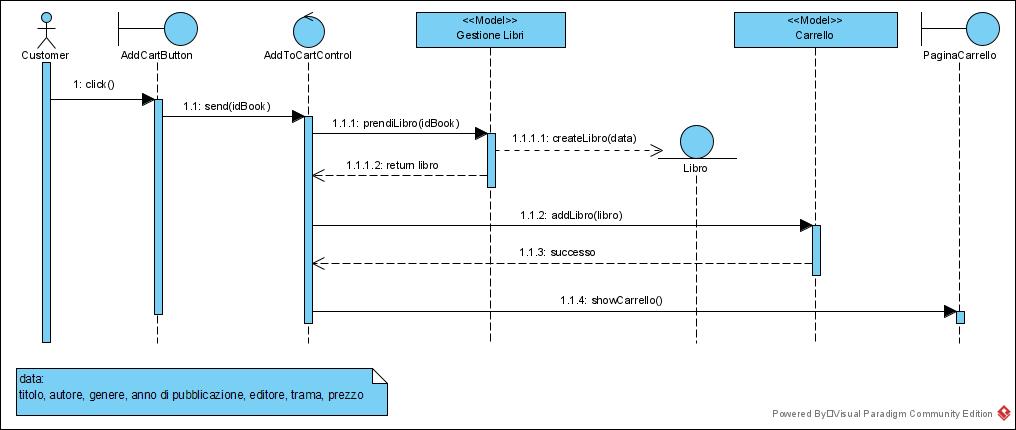 <<Model>>
Gestione Libri
<<Model>>
Carrello
Customer
AddCartButton
AddToCartControl
PaginaCarrello
1: click()
1.1: send(idBook)
1.1.1: prendiLibro(idBook)
1.1.1.1: createLibro(data)
1.1.1.2: return libro
Libro
1.1.2: addLibro(libro)
1.1.3: successo
1.1.4: showCarrello()
data:
titolo, autore, genere, anno di pubblicazione, editore, trama, prezzo
Powered By Visual Paradigm Community Edition